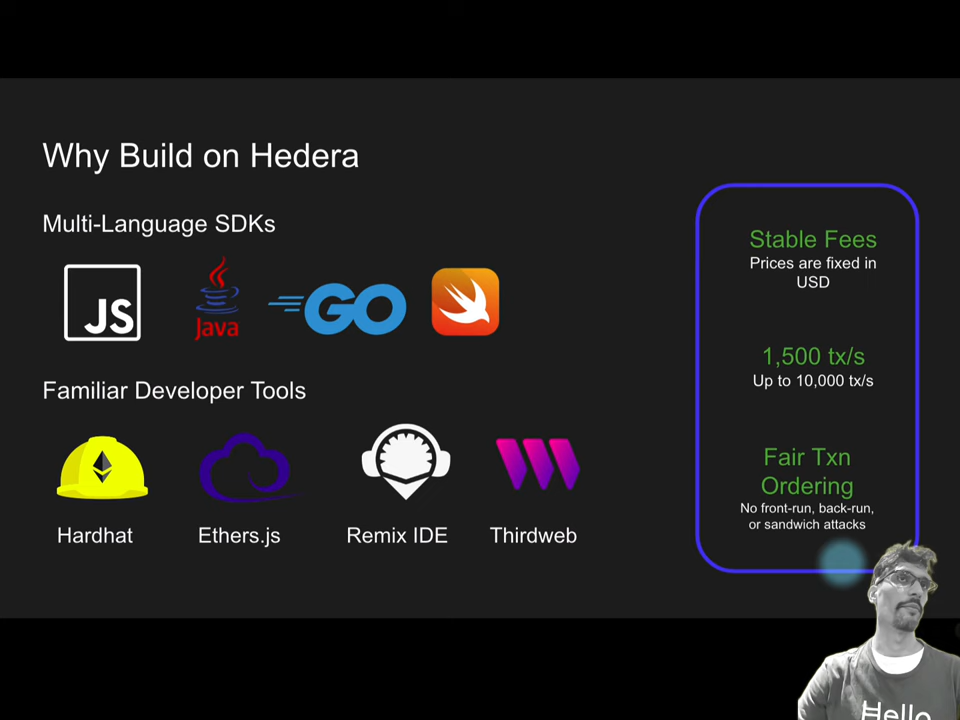 Why Build on Hedera
Multi-Language SDKs
JS
Java
GO
Familiar Developer Tools
Hardhat
Ethers.js
Remix IDE
Thirdweb
Stable Fees
Prices are fixed in
USD
1,500 tx/s
Up to 10,000 tx/s
Fair Txn
Ordering
No front-run, back-run,
or sandwich attacks
Hello